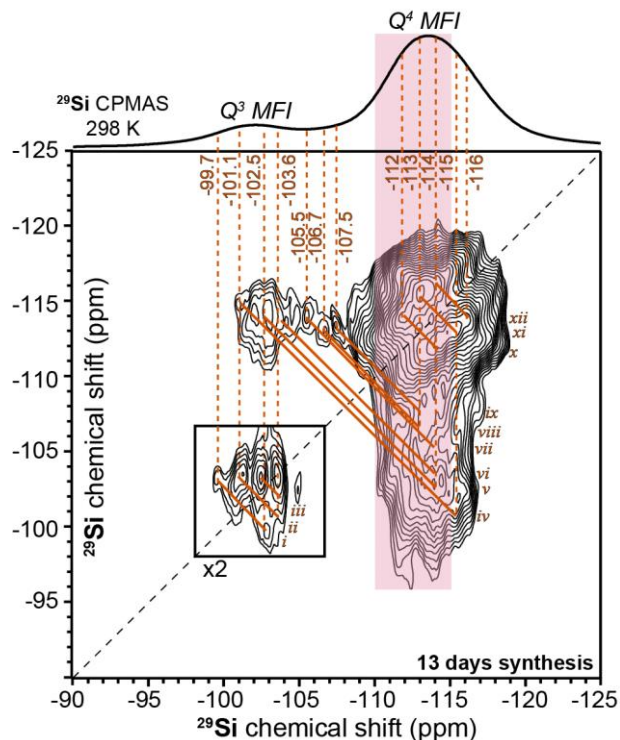 Q³ MFI
Q⁴ MFI
²⁹Si CPMAS
298 K
-99.7
-101.1
-102.5
-103.6
-105.5
-106.7
-107.5
-112
-113
-114
-115
-116
-125
-120
-115
-110
-105
-100
-95
-90
²⁹Si chemical shift (ppm)
xii
xi
x
ix
viii
vii
vi
v
iv
iii
ii
i
x2
13 days synthesis
-90
-95
-100
-105
-110
-115
-120
-125
²⁹Si chemical shift (ppm)